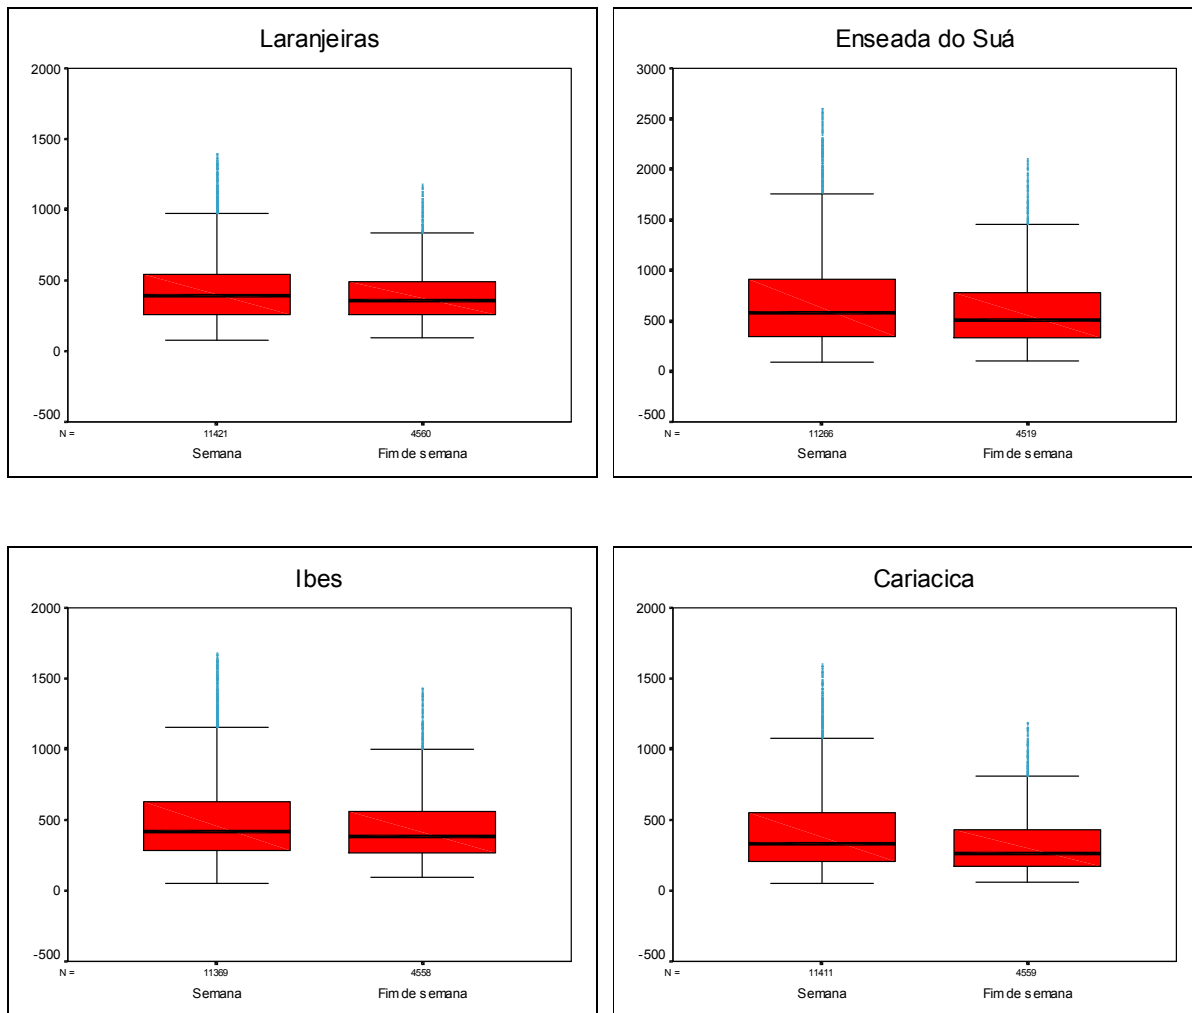 Laranjeiras
2000
1500
1000
500
0
-500
N =
11421
4560
Semana
Fim de semana
Enseada do Suá
3000
2500
2000
1500
1000
500
0
-500
N =
11266
4519
Semana
Fim de semana
Ibes
2000
1500
1000
500
0
-500
N =
11369
4558
Semana
Fim de semana
Cariacica
2000
1500
1000
500
0
-500
N =
11411
4559
Semana
Fim de semana